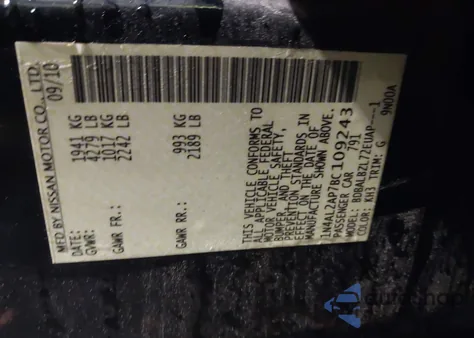 MFD BY NISSAN MOTOR CO., LTD.
DATE: 09/10
GVWR: 1941 KG
4279 LB
GAWR FR.: 1017 KG
2242 LB
GAWR RR.: 993 KG
2189 LB
THIS VEHICLE CONFORMS TO
ALL APPLICABLE FEDERAL
MOTOR VEHICLE SAFETY,
BUMPER, AND THEFT
PREVENTION STANDARDS IN
EFFECT ON THE DATE OF
MANUFACTURE SHOWN ABOVE.
1N4AL2AP7BC109243
PASSENGER CAR 791
MODEL: BDBALBZL77ZEUAP----1
COLOR: KH3 TRIM: G 9N00A